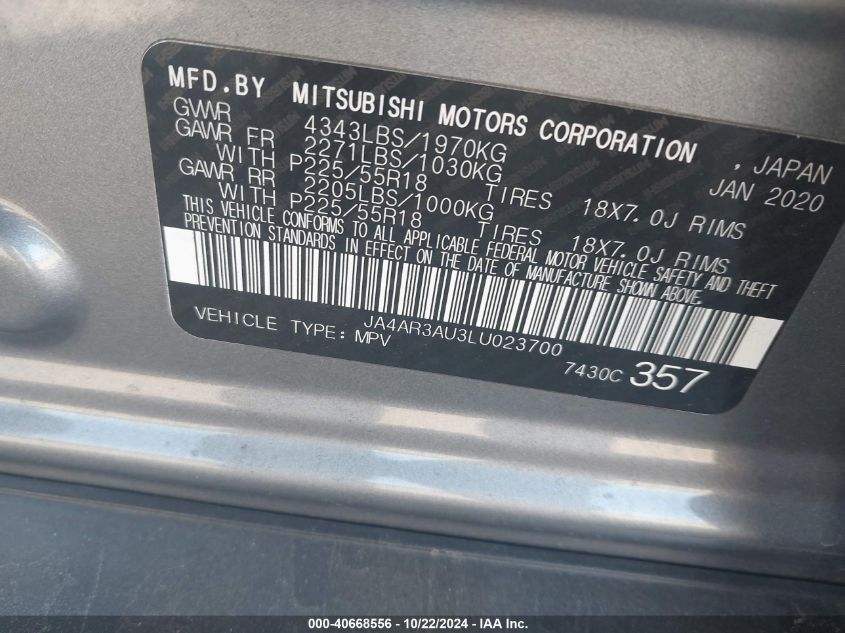 MFD.BY MITSUBISHI MOTORS CORPORATION , JAPAN
GVWR 4343LBS/1970KG JAN 2020
GAWR FR 2271LBS/1030KG
WITH P225/55R18 TIRES 18X7.0J RIMS
GAWR RR 2205LBS/1000KG
WITH P225/55R18 TIRES 18X7.0J RIMS
THIS VEHICLE CONFORMS TO ALL APPLICABLE FEDERAL MOTOR VEHICLE SAFETY AND THEFT
PREVENTION STANDARDS IN EFFECT ON THE DATE OF MANUFACTURE SHOWN ABOVE.
JA4AR3AU3LU023700
VEHICLE TYPE: MPV
7430C 357
000-40668556 - 10/22/2024 - IAA Inc.